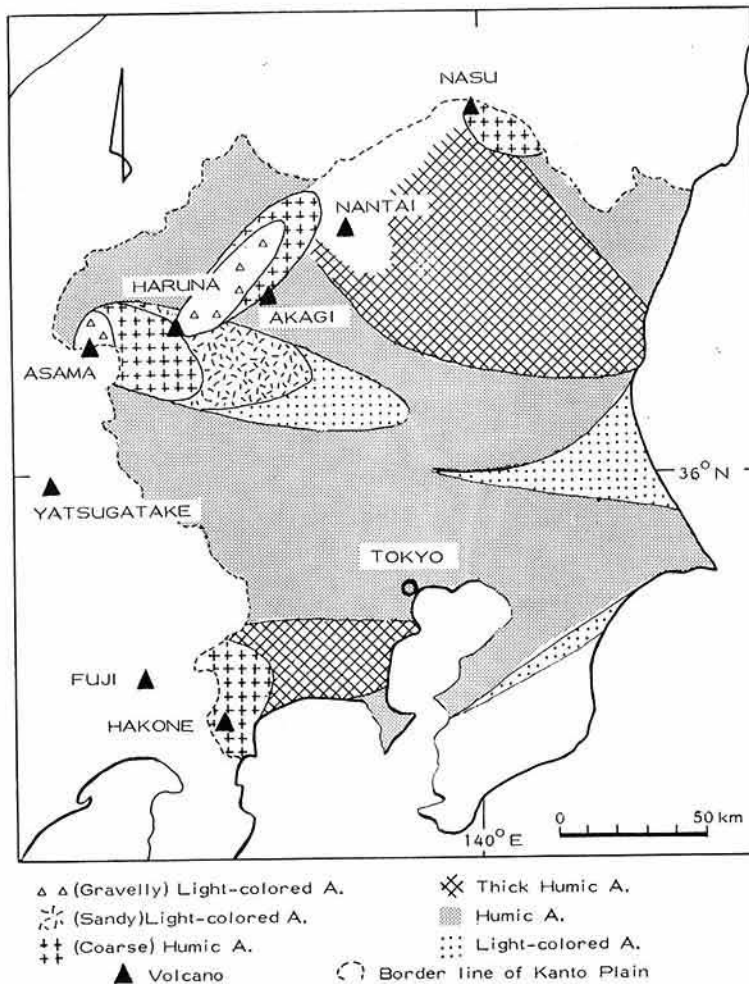 NASU
NANTAI
HARUNA
AKAGI
ASAMA
36°N
YATSUGATAKE
TOKYO
FUJI
HAKONE
140°E
0 50 km
(Gravelly) Light-colored A.
Thick Humic A.
(Sandy)Light-colored A.
Humic A.
(Coarse) Humic A.
Light-colored A.
Volcano
Border line of Kanto Plain